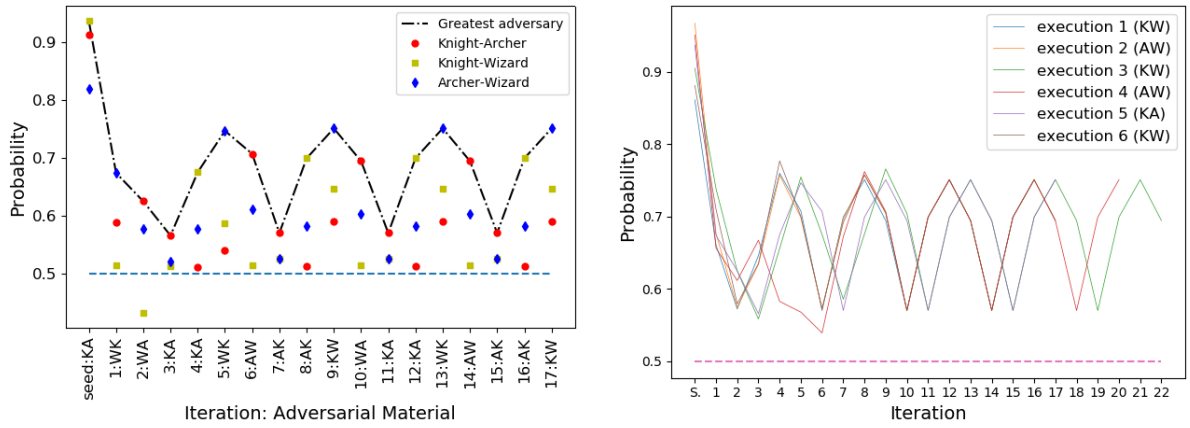 Greatest adversary
Knight-Archer
Knight-Wizard
Archer-Wizard
0.9
0.8
0.7
0.6
0.5
Probability
seed:KA
1:WK
2:WA
3:KA
4:KA
5:WK
6:AW
7:AK
8:AK
9:KW
10:WA
11:KA
12:KA
13:WK
14:AW
15:AK
16:AK
17:KW
Iteration: Adversarial Material
execution 1 (KW)
execution 2 (AW)
execution 3 (KW)
execution 4 (AW)
execution 5 (KA)
execution 6 (KW)
0.9
0.8
0.7
0.6
0.5
Probability
S. 1 2 3 4 5 6 7 8 9 10 11 12 13 14 15 16 17 18 19 20 21 22
Iteration